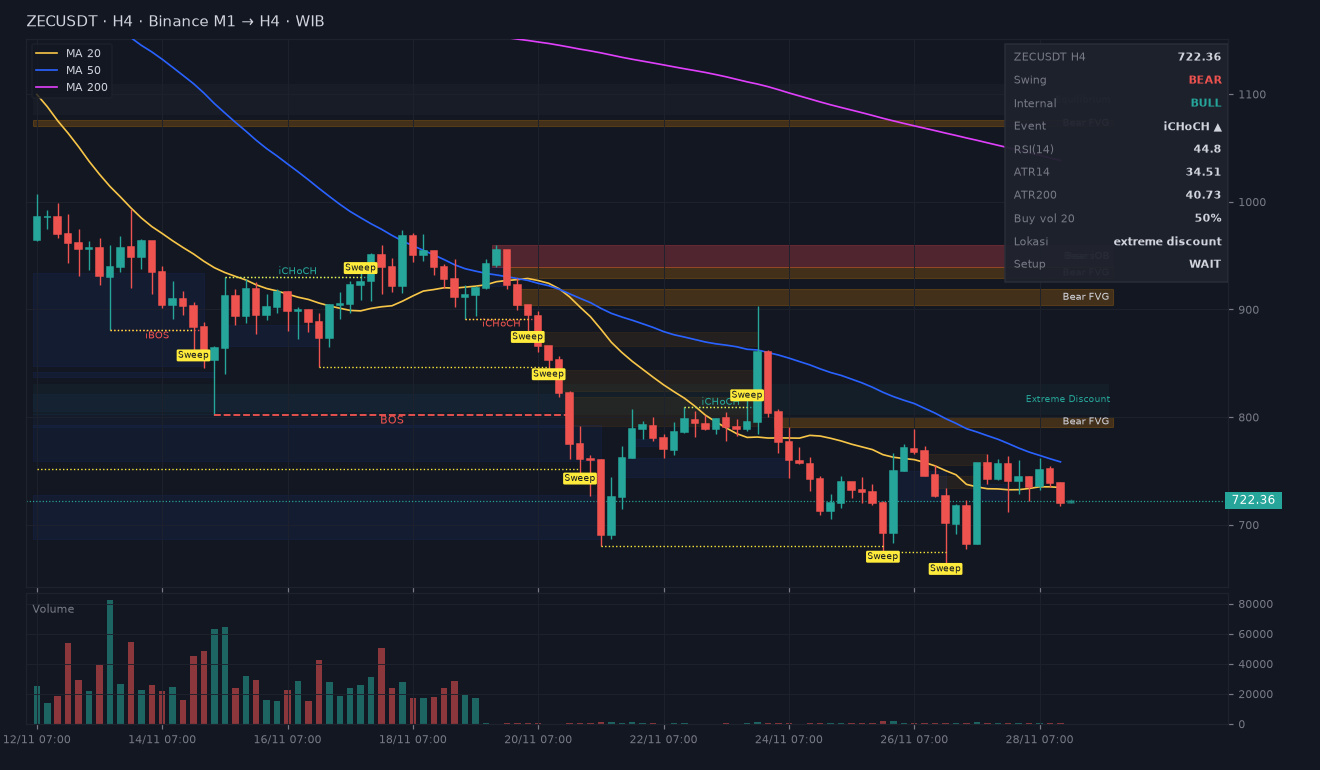 ZECUSDT · H4 · Binance M1 → H4 · WIB
MA 20
MA 50
MA 200
ZECUSDT H4 722.36
Swing BEAR
Internal BULL
Event iCHoCH ▲
RSI(14) 44.8
ATR14 34.51
ATR200 40.73
Buy vol 20 50%
Lokasi extreme discount
Setup WAIT
1100
1000
900
800
722.36
700
Bear FVG
Bear FVG
Bear FVG
Extreme Discount
Bear FVG
iBOS
Sweep
iCHoCH
Sweep
BOS
iCHoCH
Sweep
Sweep
Sweep
iCHoCH
Sweep
Sweep
Sweep
Volume
80000
60000
40000
20000
0
12/11 07:00
14/11 07:00
16/11 07:00
18/11 07:00
20/11 07:00
22/11 07:00
24/11 07:00
26/11 07:00
28/11 07:00